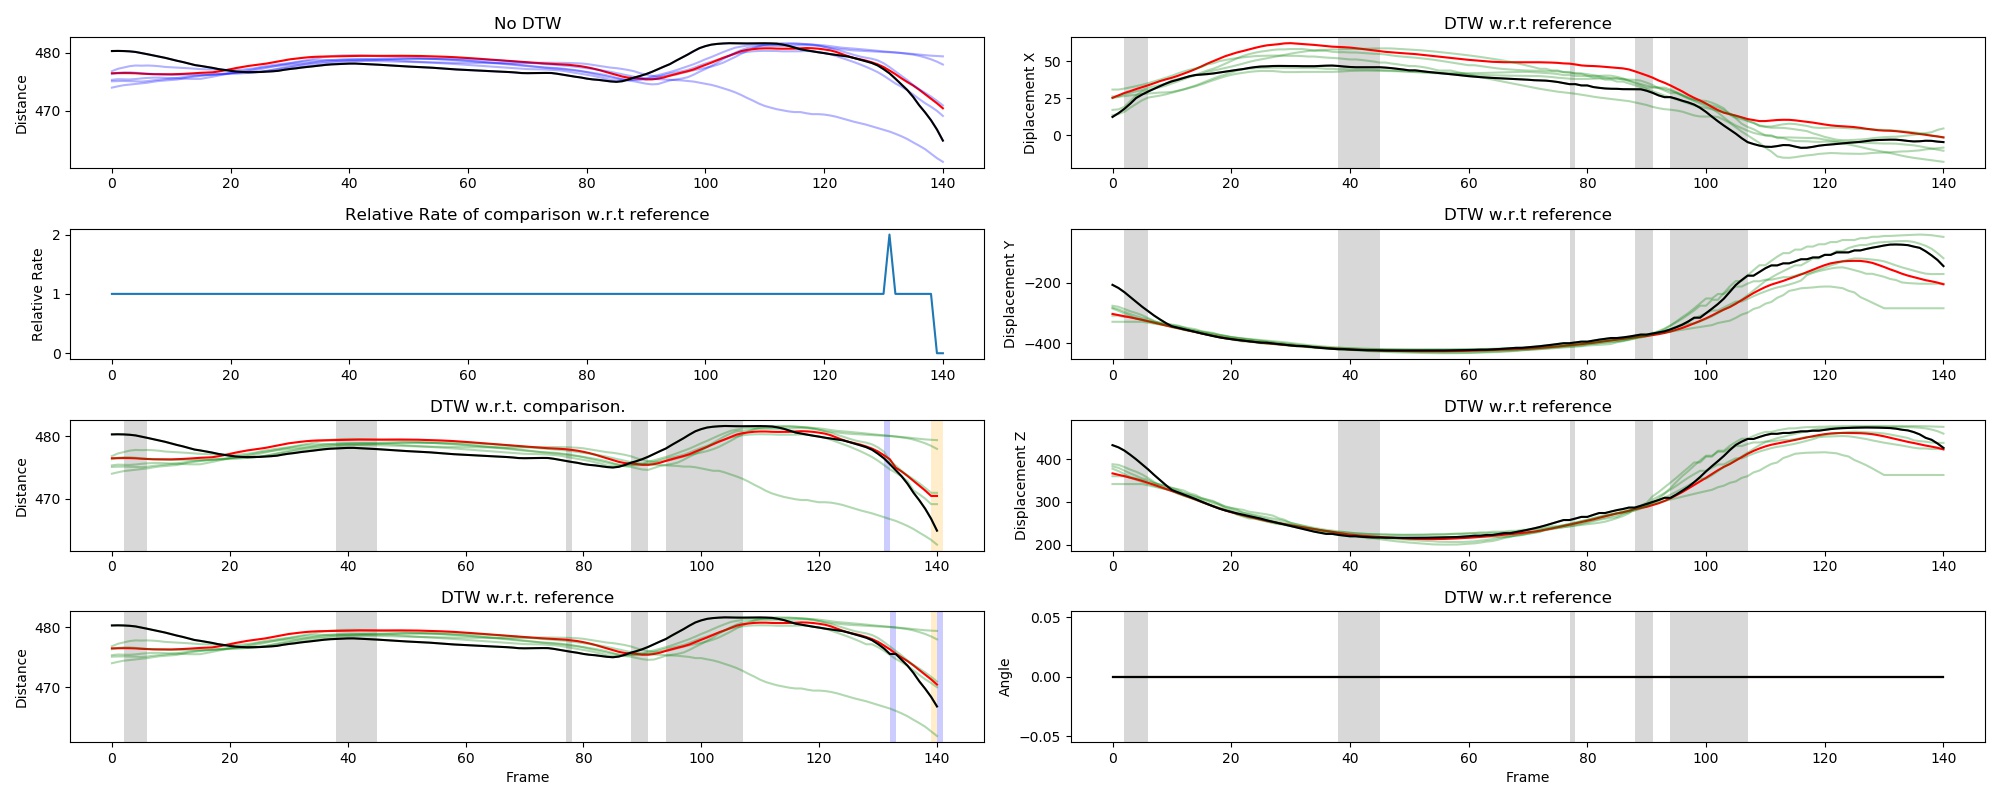 No DTW
Distance
480
470
0 20 40 60 80 100 120 140
Relative Rate of comparison w.r.t reference
Relative Rate
2
1
0
0 20 40 60 80 100 120 140
DTW w.r.t. comparison.
Distance
480
470
0 20 40 60 80 100 120 140
DTW w.r.t. reference
Distance
480
470
0 20 40 60 80 100 120 140
Frame
DTW w.r.t reference
Diplacement X
50
25
0
0 20 40 60 80 100 120 140
DTW w.r.t reference
Displacement Y
−200
−400
0 20 40 60 80 100 120 140
DTW w.r.t reference
Displacement Z
400
300
200
0 20 40 60 80 100 120 140
DTW w.r.t reference
Angle
0.05
0.00
−0.05
0 20 40 60 80 100 120 140
Frame